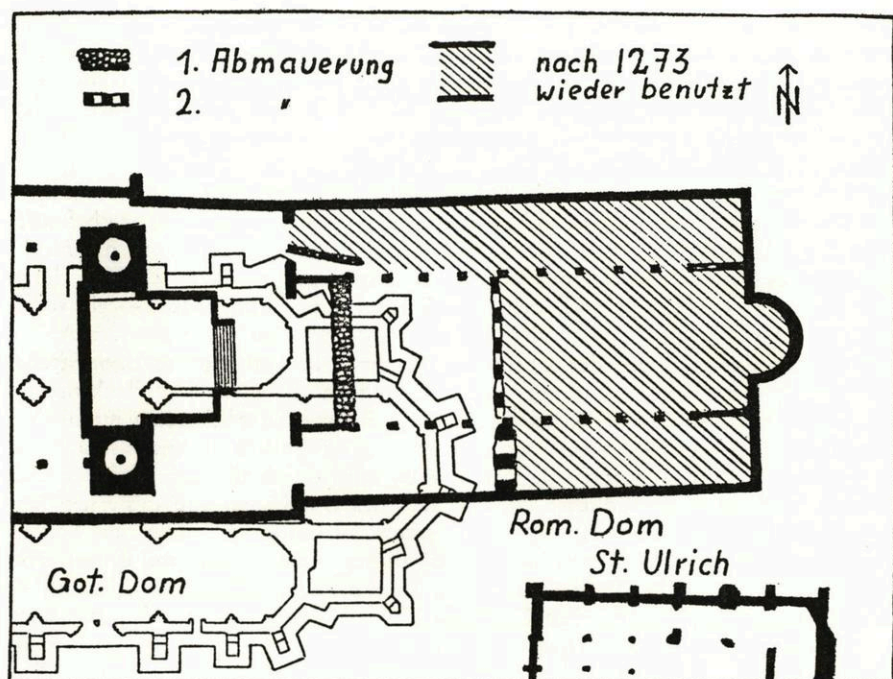 1. Abmauerung
2. "
nach 1273
wieder benutzt
N
Rom. Dom
St. Ulrich
Got. Dom